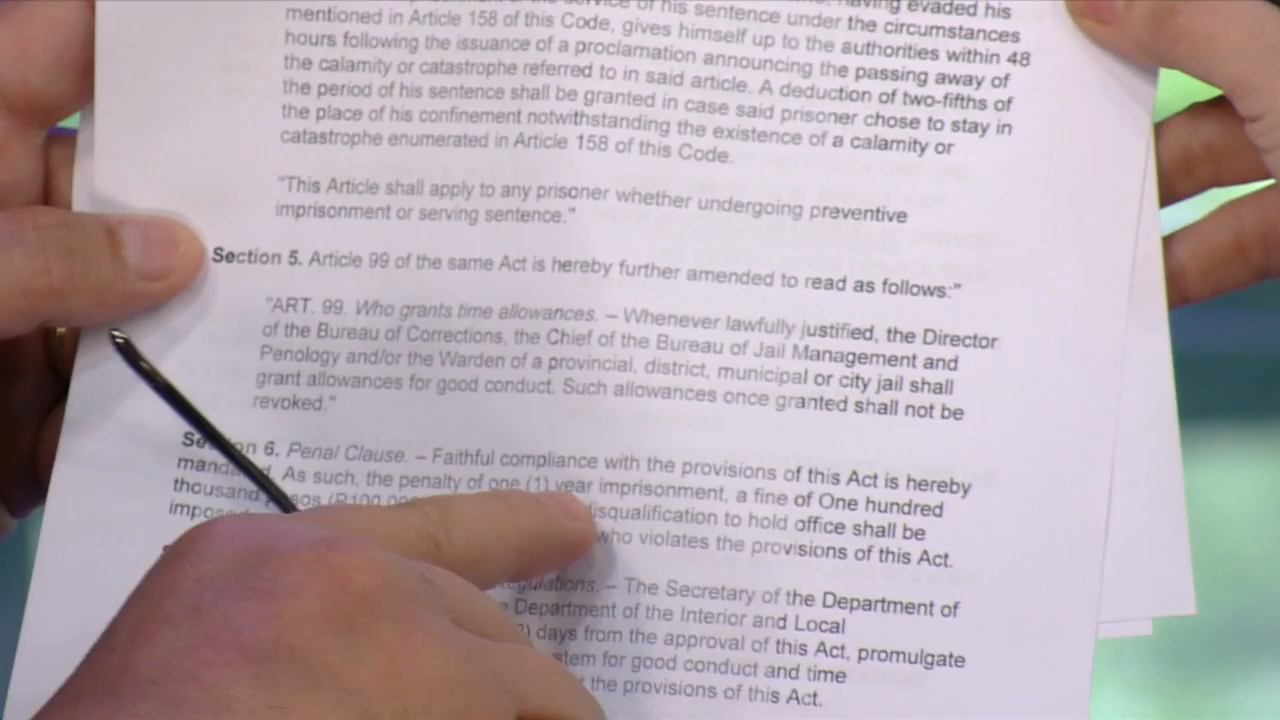 service of his sentence under the circumstances having evaded his
mentioned in Article 158 of this Code, gives himself up to the authorities within 48
hours following the issuance of a proclamation announcing the passing away of
the calamity or catastrophe referred to in said article. A deduction of two-fifths of
the period of his sentence shall be granted in case said prisoner chose to stay in
the place of his confinement notwithstanding the existence of a calamity or
catastrophe enumerated in Article 158 of this Code.
"This Article shall apply to any prisoner whether undergoing preventive
imprisonment or serving sentence."
Section 5. Article 99 of the same Act is hereby further amended to read as follows:"
"ART. 99. Who grants time allowances. – Whenever lawfully justified, the Director
of the Bureau of Corrections, the Chief of the Bureau of Jail Management and
Penology and/or the Warden of a provincial, district, municipal or city jail shall
grant allowances for good conduct. Such allowances once granted shall not be
revoked."
Section 6. Penal Clause. – Faithful compliance with the provisions of this Act is hereby
As such, the penalty of one (1) year imprisonment, a fine of One hundred
thousand disqualification to hold office shall be
who violates the provisions of this Act.
– The Secretary of the Department of
Department of the Interior and Local
days from the approval of this Act, promulgate
for good conduct and time
the provisions of this Act.